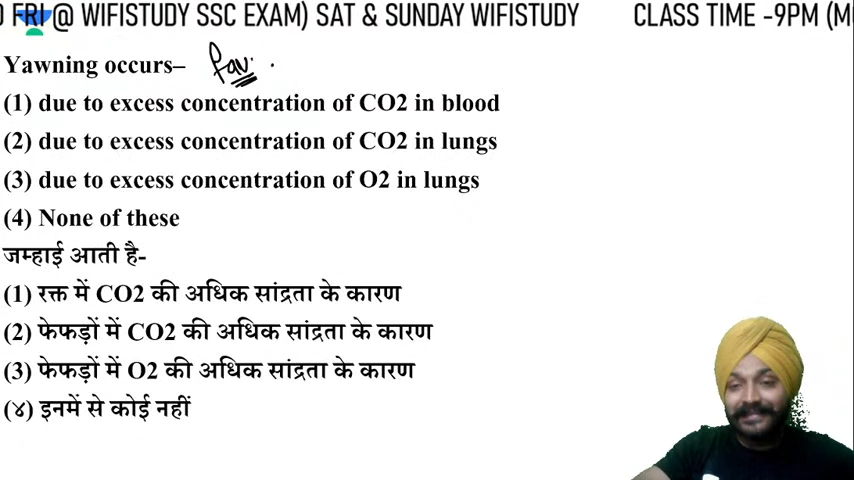 FRI @ WIFISTUDY SSC EXAM) SAT & SUNDAY WIFISTUDY CLASS TIME -9PM
Yawning occurs– fav.
(1) due to excess concentration of CO2 in blood
(2) due to excess concentration of CO2 in lungs
(3) due to excess concentration of O2 in lungs
(4) None of these
जम्हाई आती है-
(1) रक्त में CO2 की अधिक सांद्रता के कारण
(2) फेफड़ों में CO2 की अधिक सांद्रता के कारण
(3) फेफड़ों में O2 की अधिक सांद्रता के कारण
(४) इनमें से कोई नहीं